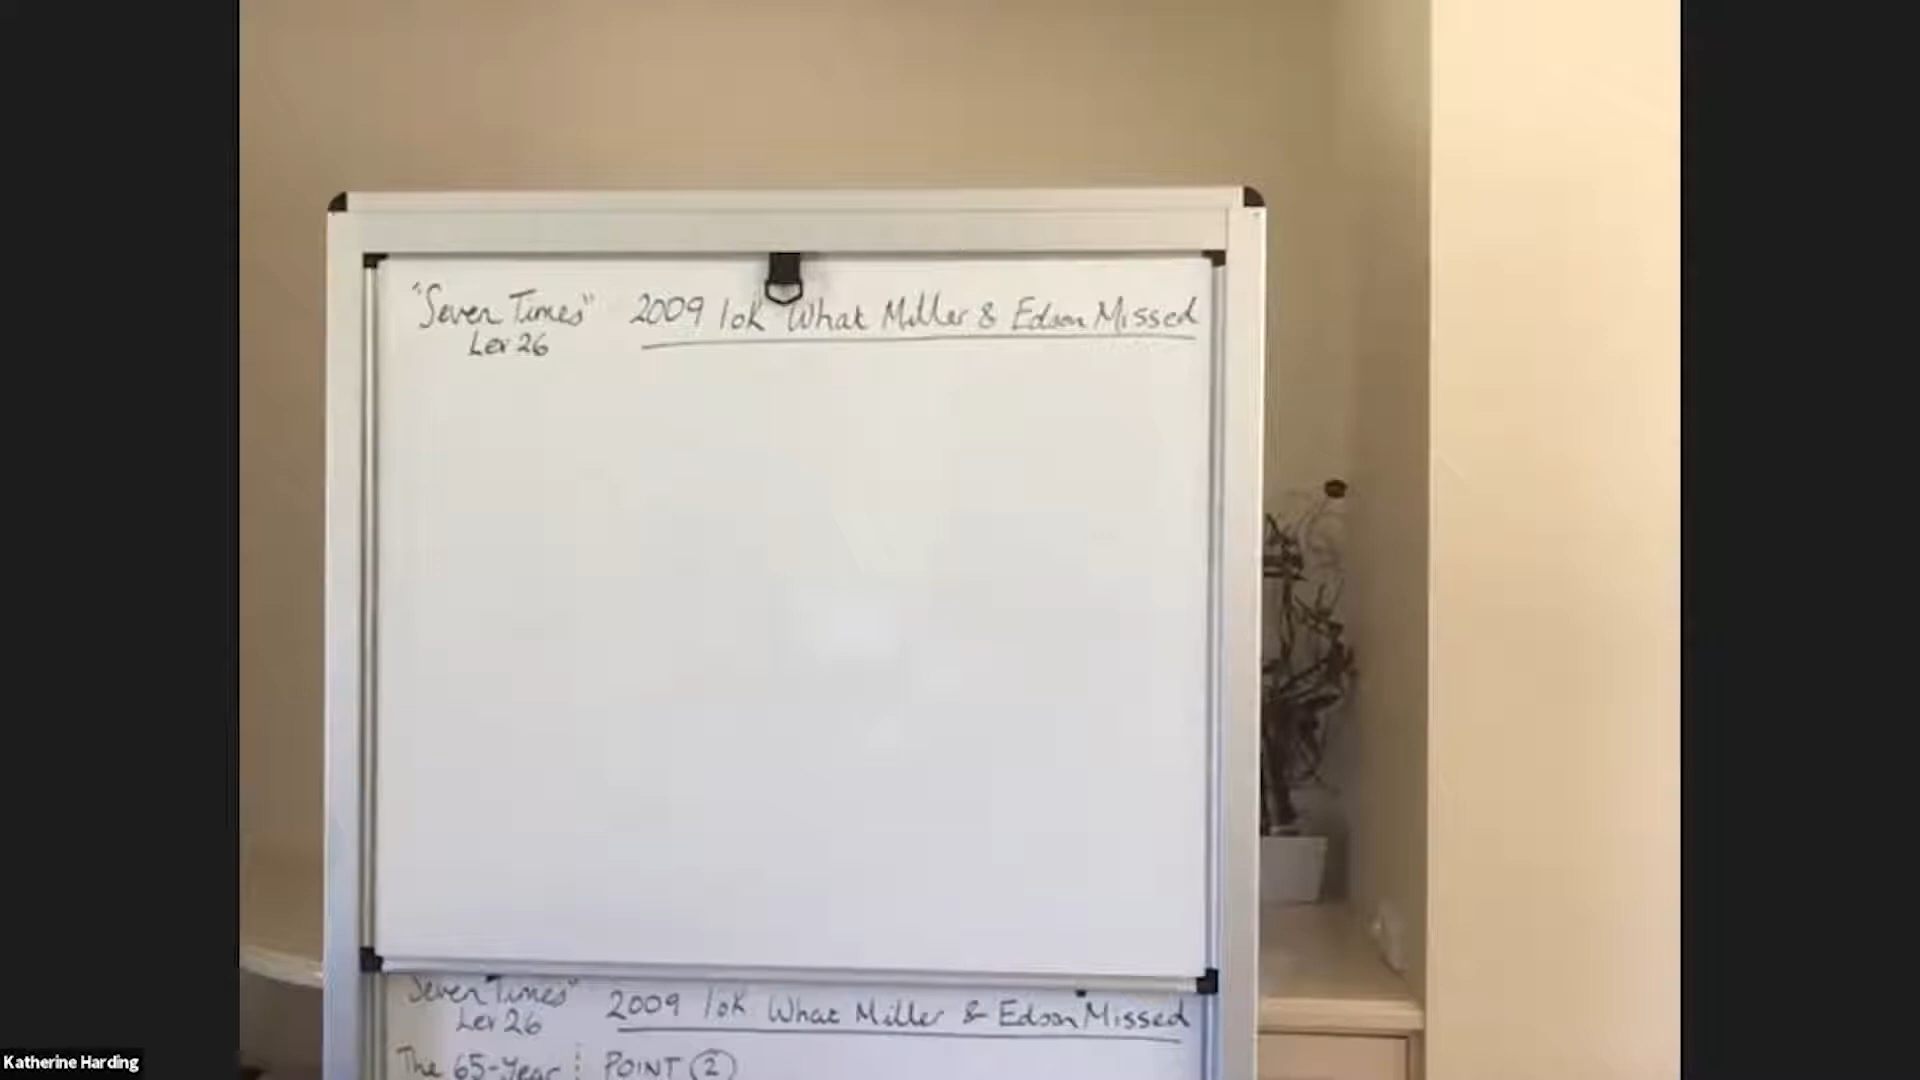 "Seven Times" 2009 10K What Miller & Edson Missed
Lev 26
"Seven Times" 2009 10K What Miller & Edson Missed
Lev 26
The 65-Year POINT 2
Katherine Harding